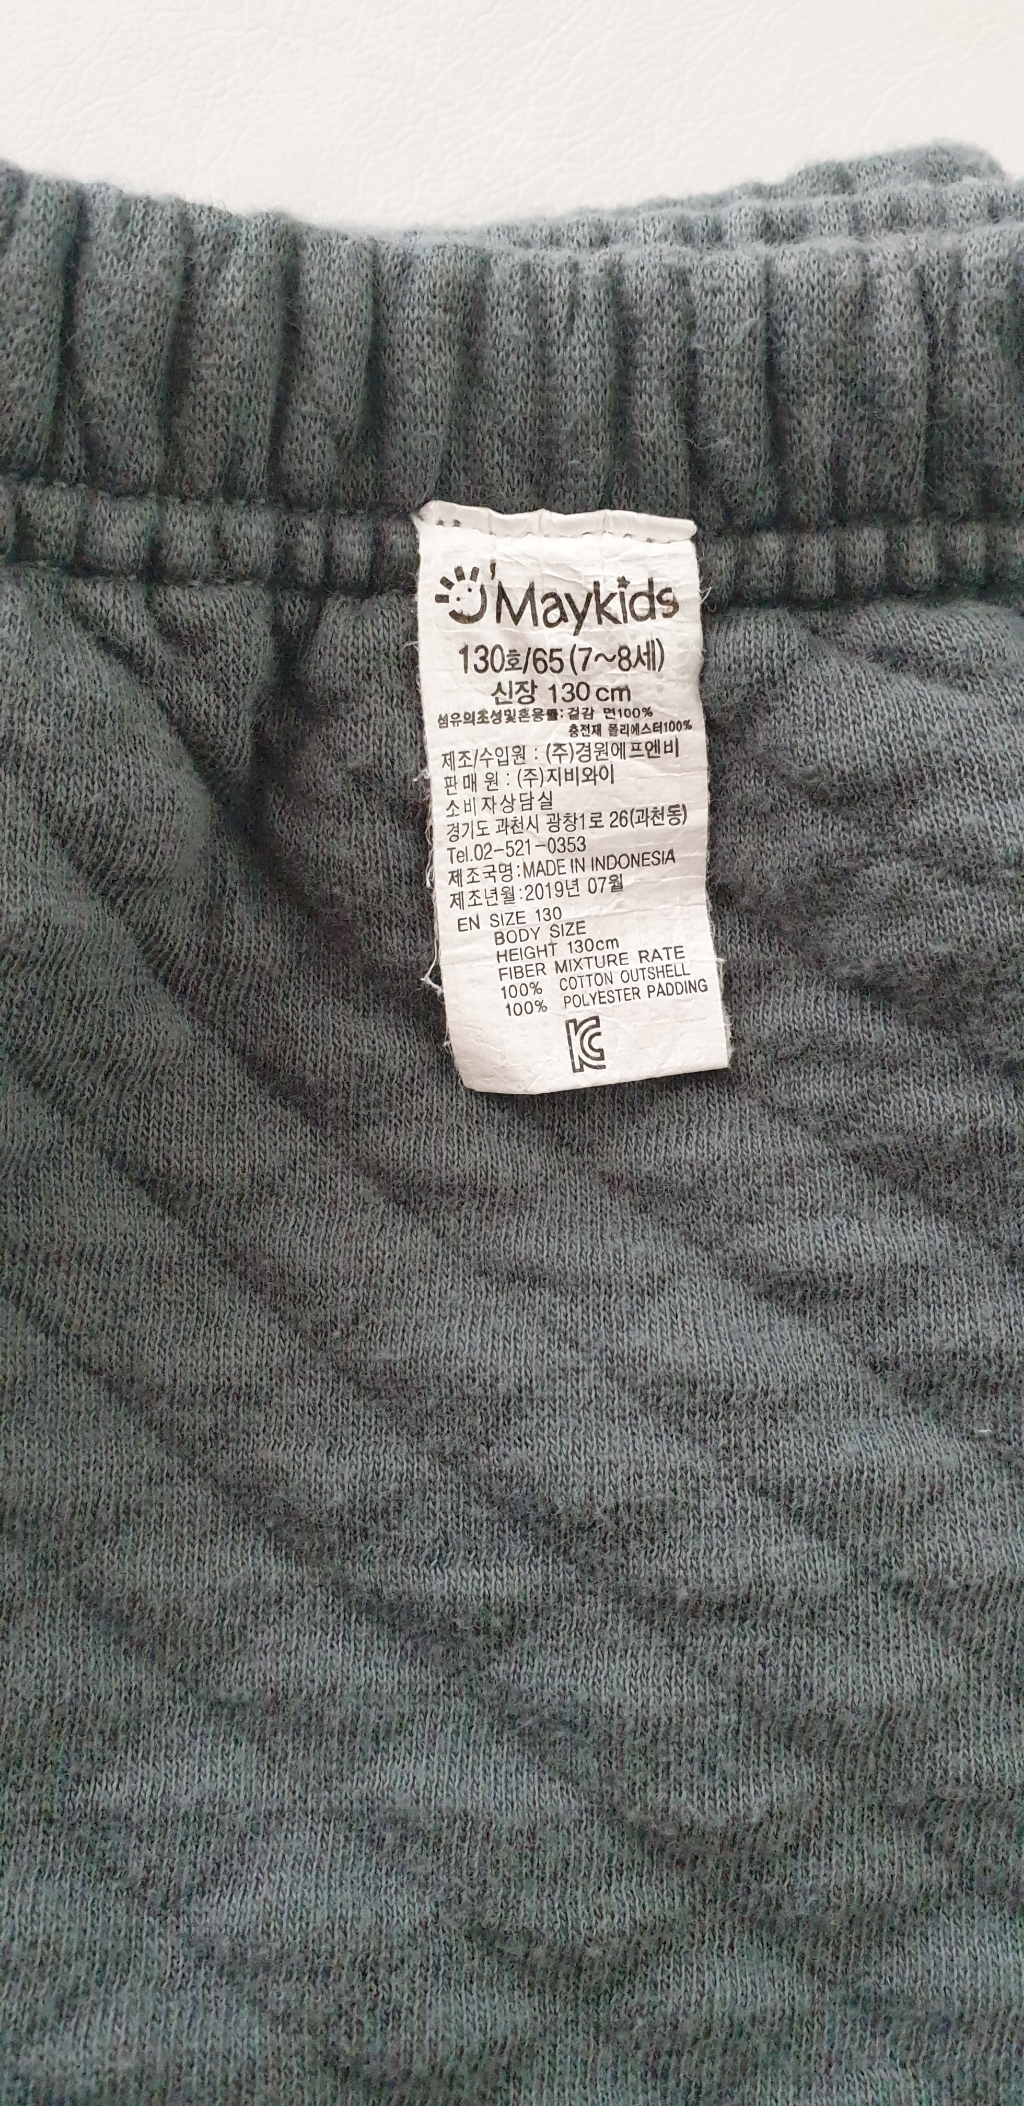 Maykids
130호/65(7~8세)
신장 130cm
섬유의조성및혼용률: 겉감 면100%
충전재 폴리에스터100%
제조/수입원 : (주)경원에프엔비
판 매 원 : (주)지비와이
소비자상담실
경기도 과천시 광창1로 26(과천동)
Tel.02-521-0353
제조국명:MADE IN INDONESIA
제조년월:2019년 07월
EN SIZE 130
BODY SIZE
HEIGHT 130cm
FIBER MIXTURE RATE
100% COTTON OUTSHELL
100% POLYESTER PADDING
KC